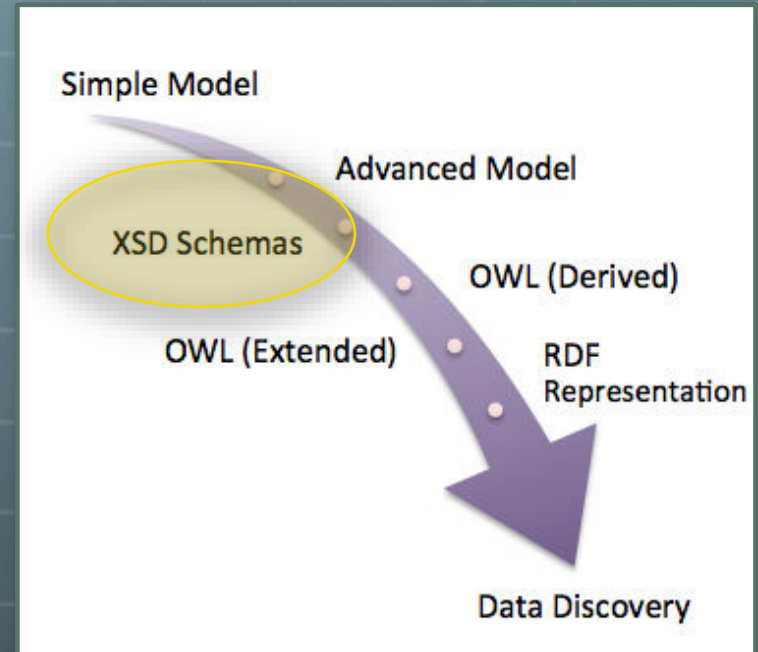 Simple Model
Advanced Model
XSD Schemas
OWL (Derived)
OWL (Extended)
RDF
Representation
Data Discovery